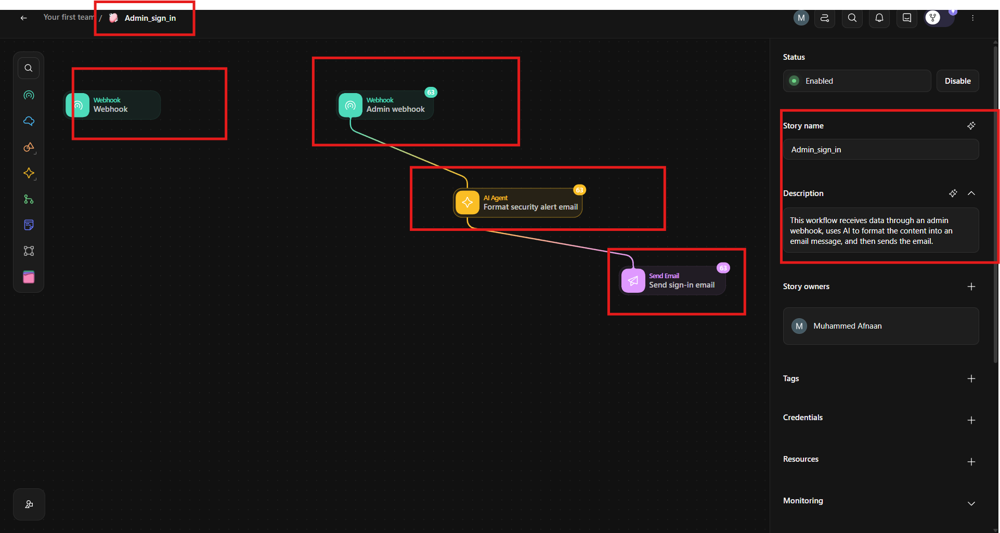 Your first team / Admin_sign_in
M
Webhook
Webhook
63
Webhook
Admin webhook
63
AI Agent
Format security alert email
63
Send Email
Send sign-in email
Status
Enabled
Disable
Story name
Admin_sign_in
Description
This workflow receives data through an admin
webhook, uses AI to format the content into an
email message, and then sends the email.
Story owners
M
Muhammed Afnaan
Tags
Credentials
Resources
Monitoring